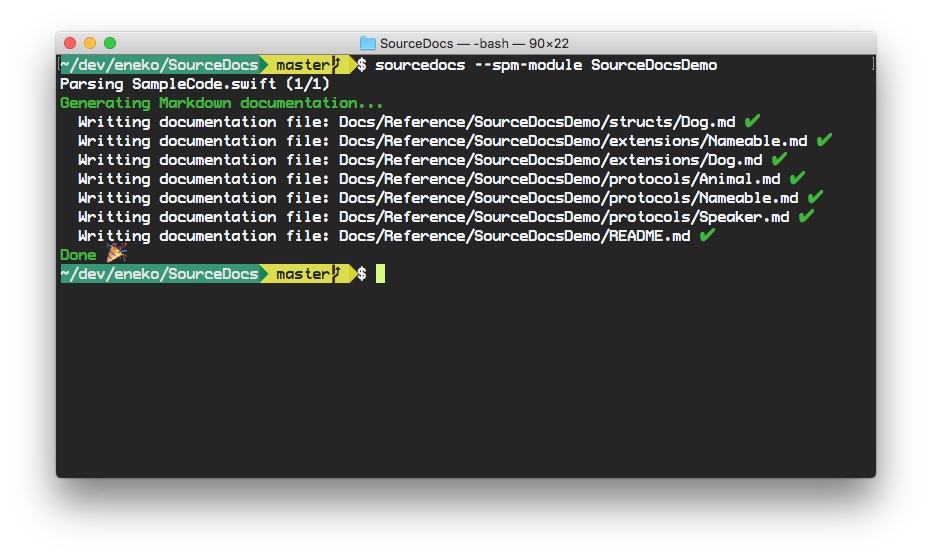 SourceDocs — -bash — 90×22
~/dev/eneko/SourceDocs master $ sourcedocs --spm-module SourceDocsDemo
Parsing SampleCode.swift (1/1)
Generating Markdown documentation...
Writting documentation file: Docs/Reference/SourceDocsDemo/structs/Dog.md ✔
Writting documentation file: Docs/Reference/SourceDocsDemo/extensions/Nameable.md ✔
Writting documentation file: Docs/Reference/SourceDocsDemo/extensions/Dog.md ✔
Writting documentation file: Docs/Reference/SourceDocsDemo/protocols/Animal.md ✔
Writting documentation file: Docs/Reference/SourceDocsDemo/protocols/Nameable.md ✔
Writting documentation file: Docs/Reference/SourceDocsDemo/protocols/Speaker.md ✔
Writting documentation file: Docs/Reference/SourceDocsDemo/README.md ✔
Done 🎉
~/dev/eneko/SourceDocs master $